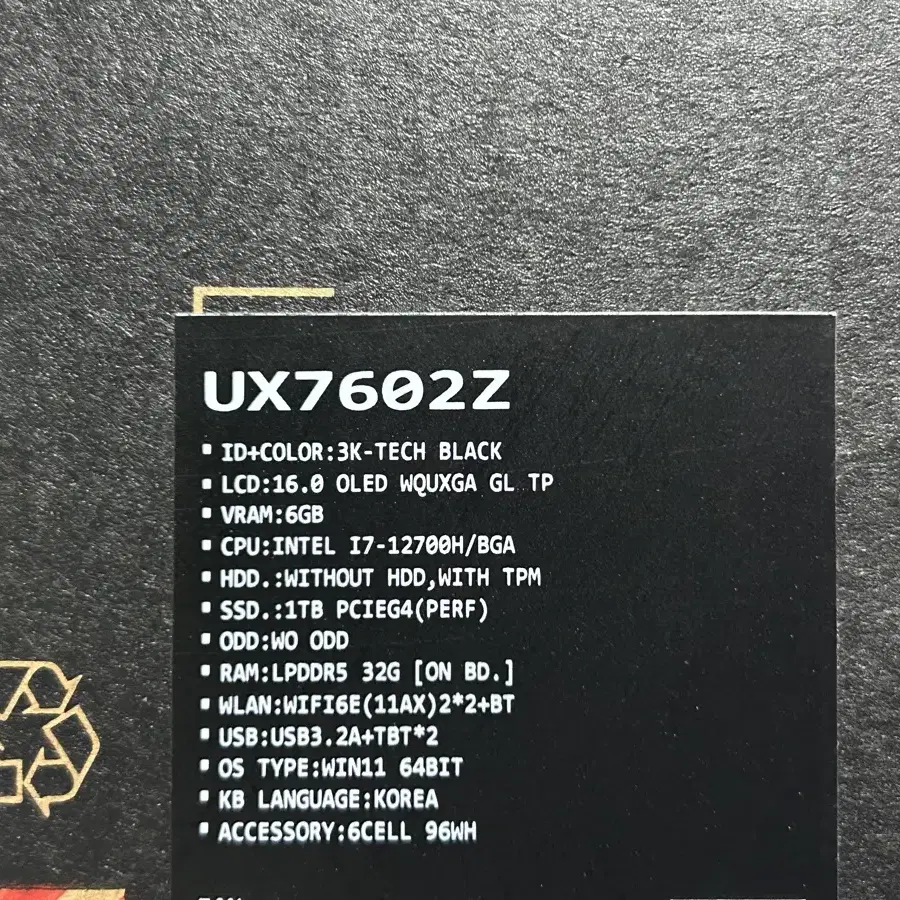 UX7602Z
ID+COLOR:3K-TECH BLACK
LCD:16.0 OLED WQUXGA GL TP
VRAM:6GB
CPU:INTEL I7-12700H/BGA
HDD.:WITHOUT HDD,WITH TPM
SSD.:1TB PCIEG4(PERF)
ODD:WO ODD
RAM:LPDDR5 32G [ON BD.]
WLAN:WIFI6E(11AX)2*2+BT
USB:USB3.2A+TBT*2
OS TYPE:WIN11 64BIT
KB LANGUAGE:KOREA
ACCESSORY:6CELL 96WH